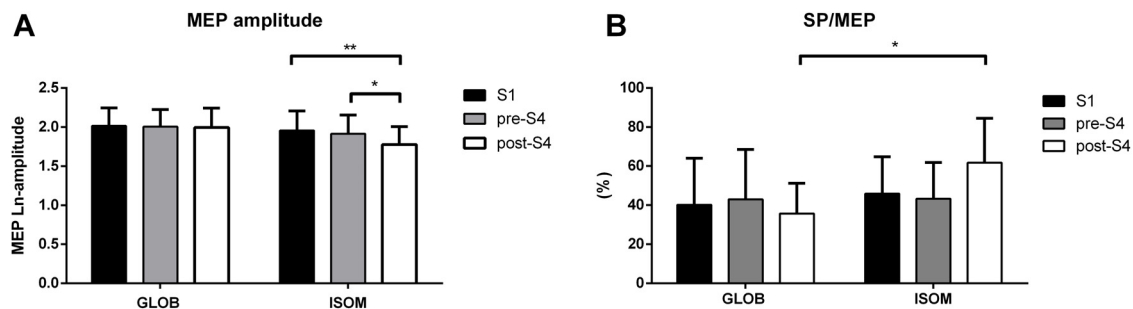 A
MEP amplitude
MEP Ln-amplitude
2.5
2.0
1.5
1.0
0.5
0.0
**
*
GLOB
ISOM
S1
pre-S4
post-S4
B
SP/MEP
(%)
100
80
60
40
20
0
*
GLOB
ISOM
S1
pre-S4
post-S4